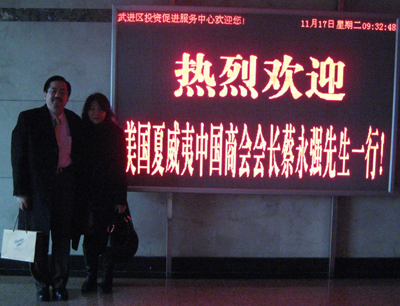 武进区投资促进服务中心欢迎您!
11月17日星期二09:32:48
热烈欢迎
美国夏威夷中国商会会长蔡永强先生一行!